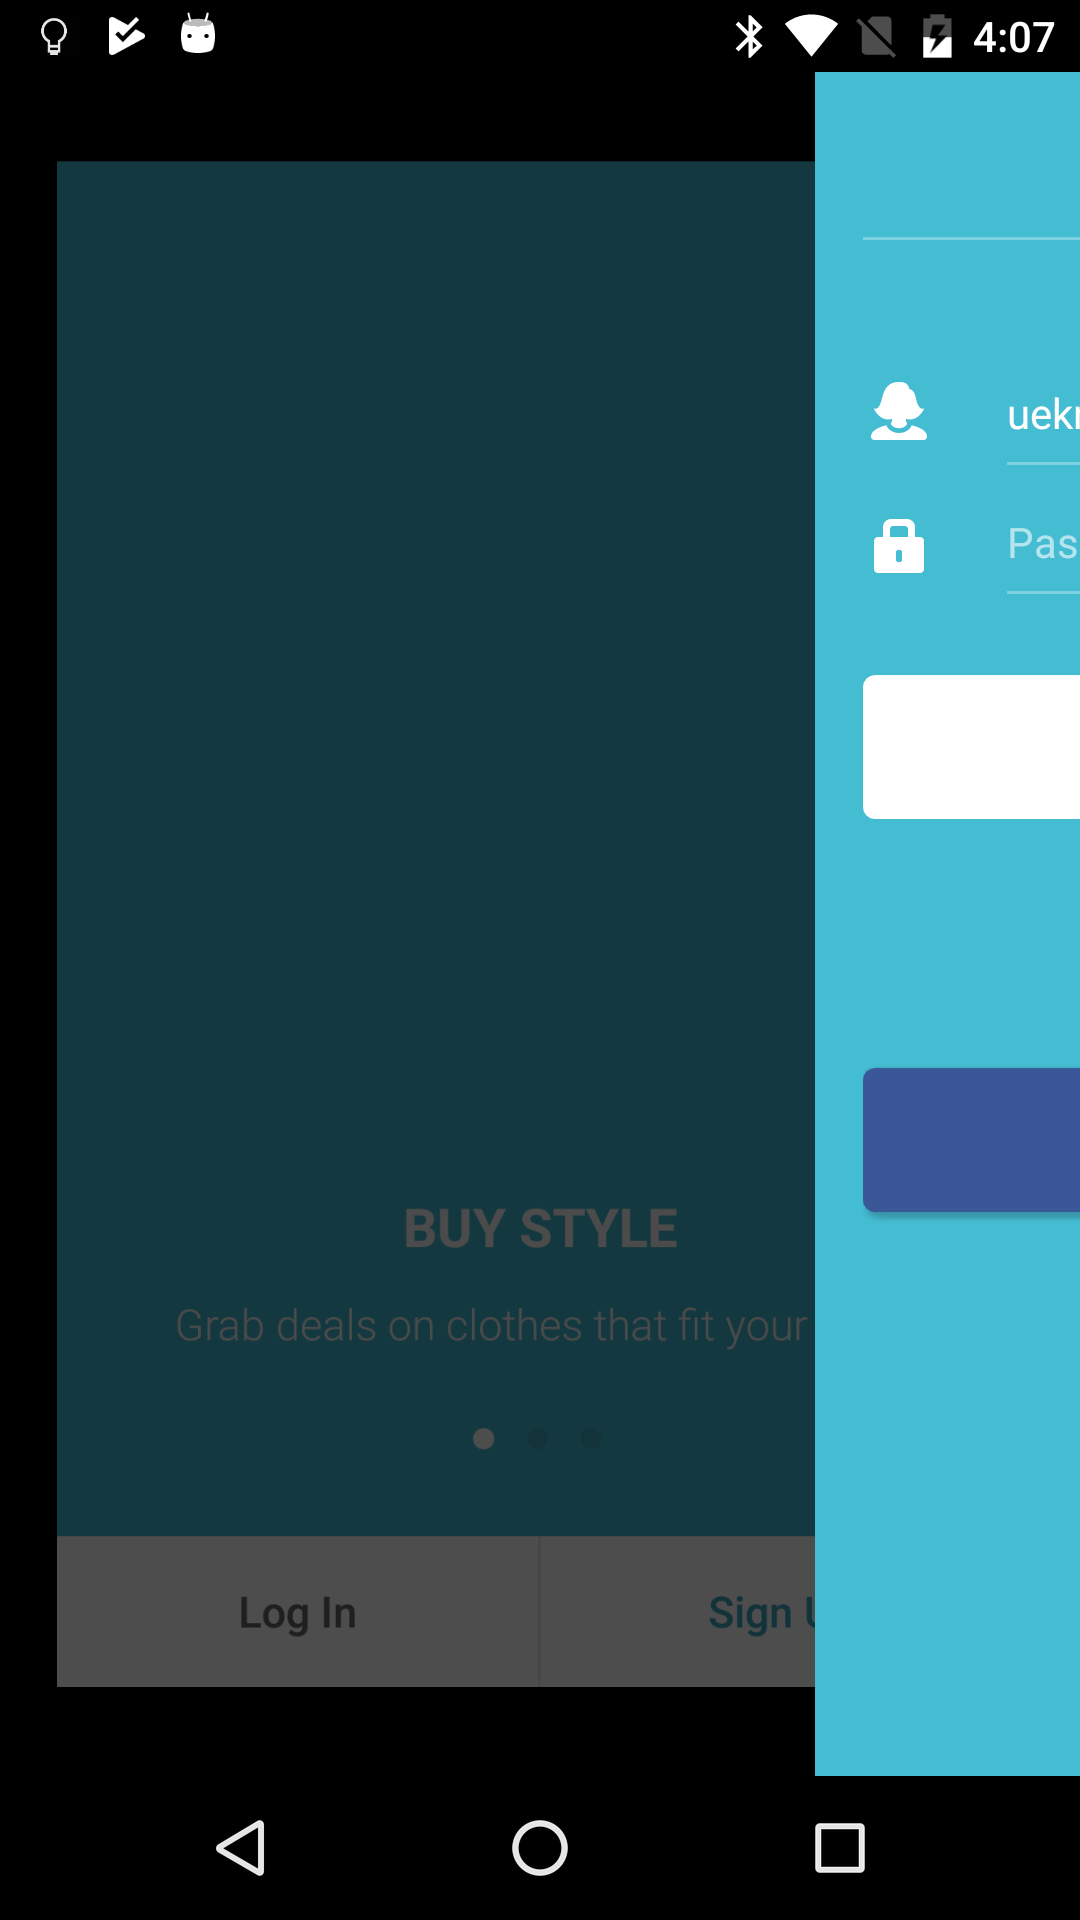 4:07
uekr
Pas
BUY STYLE
Grab deals on clothes that fit your
Log In
Sign U